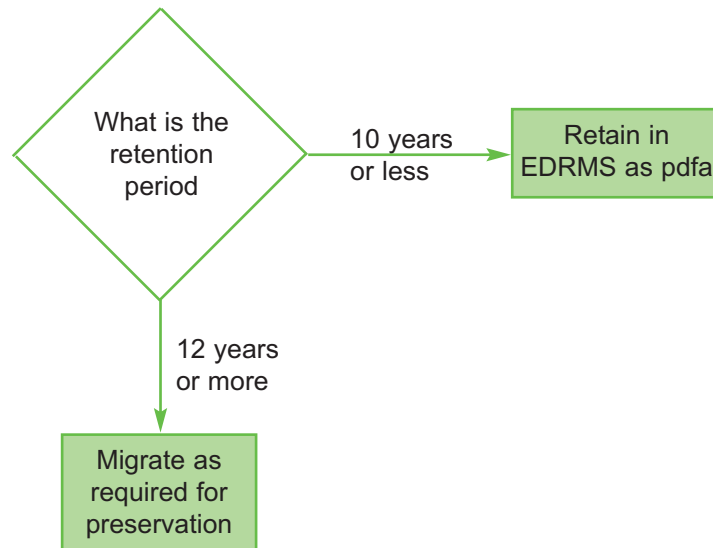 What is the
retention
period
10 years
or less
Retain in
EDRMS as pdfa
12 years
or more
Migrate as
required for
preservation